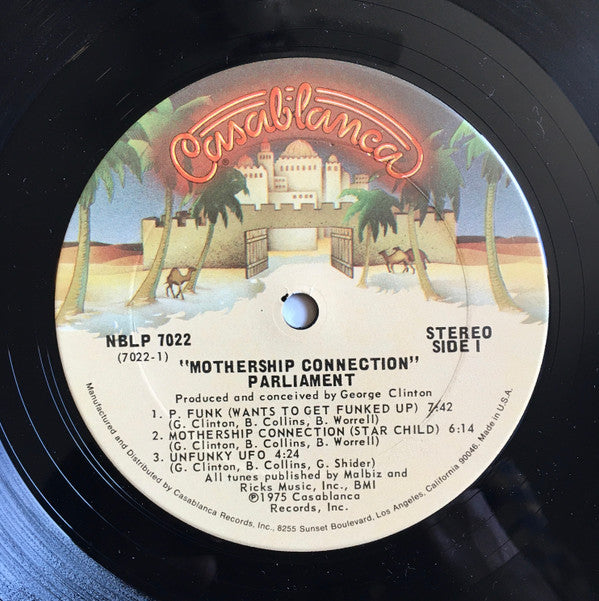 Casablanca
®
NBLP 7022
(7022-1)
STEREO
SIDE 1
"MOTHERSHIP CONNECTION"
PARLIAMENT
Produced and conceived by George Clinton
1. P. FUNK (WANTS TO GET FUNKED UP) 7:42
(G. Clinton, B. Collins, B. Worrell)
2. MOTHERSHIP CONNECTION (STAR CHILD) 6:14
(G. Clinton, B. Collins, B. Worrell)
3. UNFUNKY UFO 4:24
(G. Clinton, B. Collins, G. Shider)
All tunes published by Malbiz and
Ricks Music, Inc., BMI
℗1975 Casablanca
Records, Inc.
Manufactured and Distributed by Casablanca Records, Inc., 8255 Sunset Boulevard, Los Angeles, California 90046. Made in U.S.A.